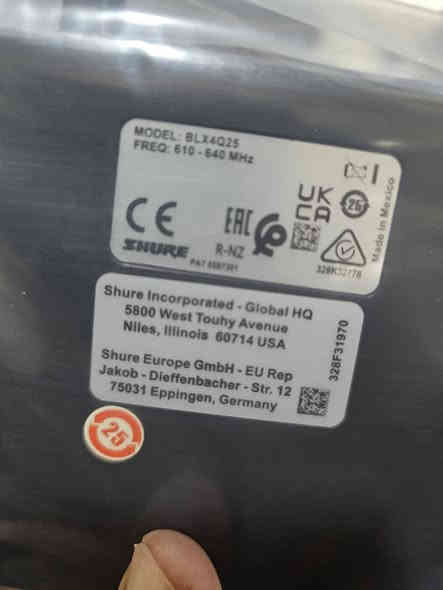 MODEL: BLX4Q25
FREQ: 610 - 640 MHz
CE
EAC
UK
CA
25
SHURE
R-NZ
328K32178
Made in Mexico
Shure Incorporated - Global HQ
5800 West Touhy Avenue
Niles, Illinois 60714 USA
Shure Europe GmbH - EU Rep
Jakob - Dieffenbacher - Str. 12
75031 Eppingen, Germany
328F31970
25